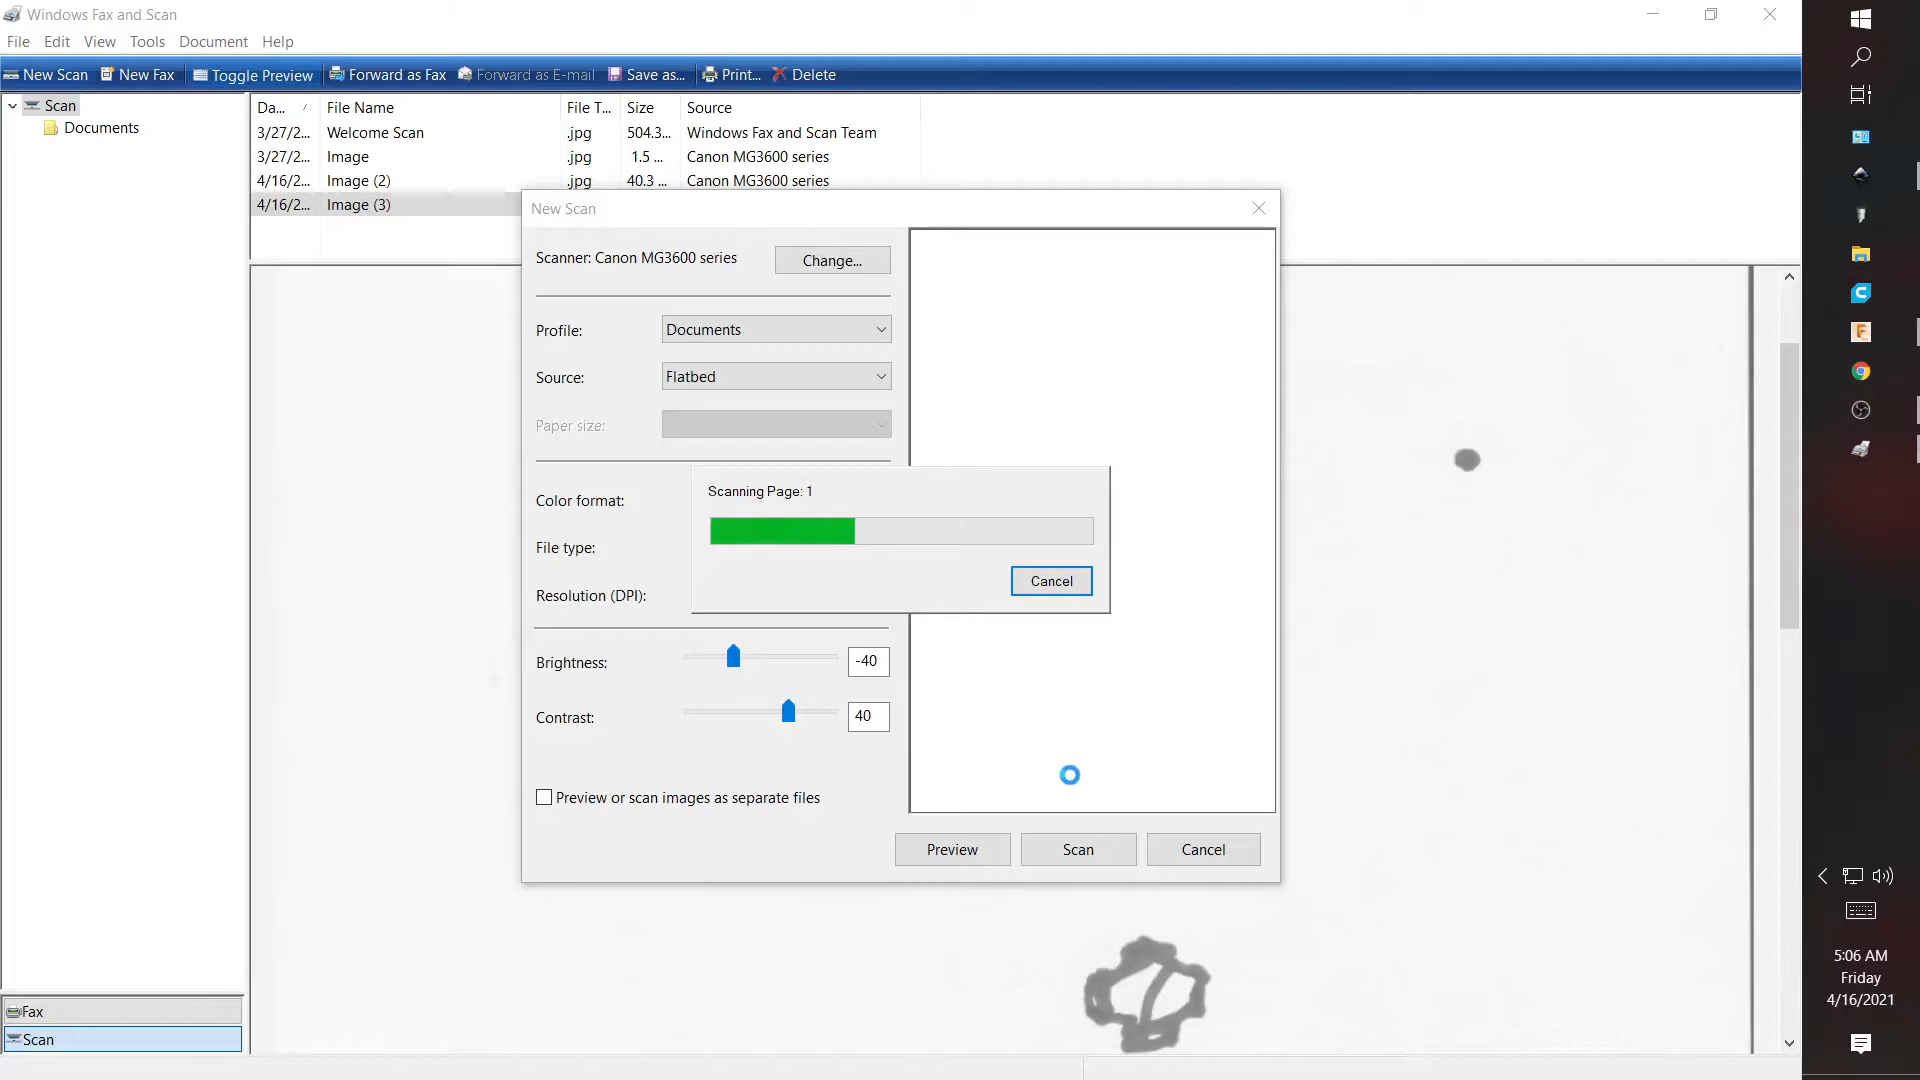 Windows Fax and Scan
File Edit View Tools Document Help
New Scan New Fax Toggle Preview Forward as Fax Forward as E-mail Save as... Print... Delete
Scan
Documents
Da... File Name File T... Size Source
3/27/2... Welcome Scan .jpg 504.3... Windows Fax and Scan Team
3/27/2... Image .jpg 1.5 ... Canon MG3600 series
4/16/2... Image (2) .jpg 40.3 ... Canon MG3600 series
4/16/2... Image (3)
New Scan
Scanner: Canon MG3600 series Change...
Profile: Documents
Source: Flatbed
Paper size:
Color format:
File type:
Resolution (DPI):
Scanning Page: 1
Cancel
Brightness: -40
Contrast: 40
Preview or scan images as separate files
Preview Scan Cancel
Fax
Scan
5:06 AM
Friday
4/16/2021